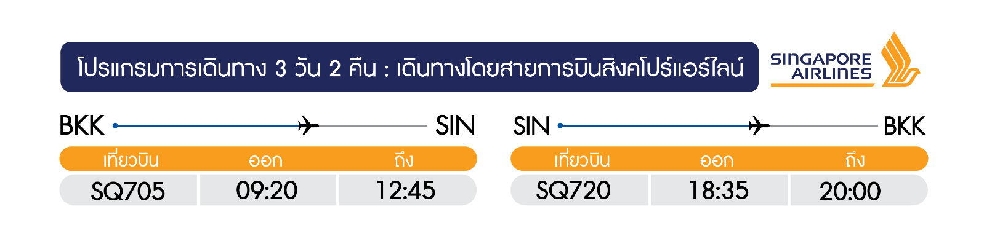 โปรแกรมการเดินทาง 3 วัน 2 คืน : เดินทางโดยสายการบินสิงคโปร์แอร์ไลน์
SINGAPORE
AIRLINES
BKK SIN
เที่ยวบิน ออก ถึง
SQ705 09:20 12:45
SIN BKK
เที่ยวบิน ออก ถึง
SQ720 18:35 20:00